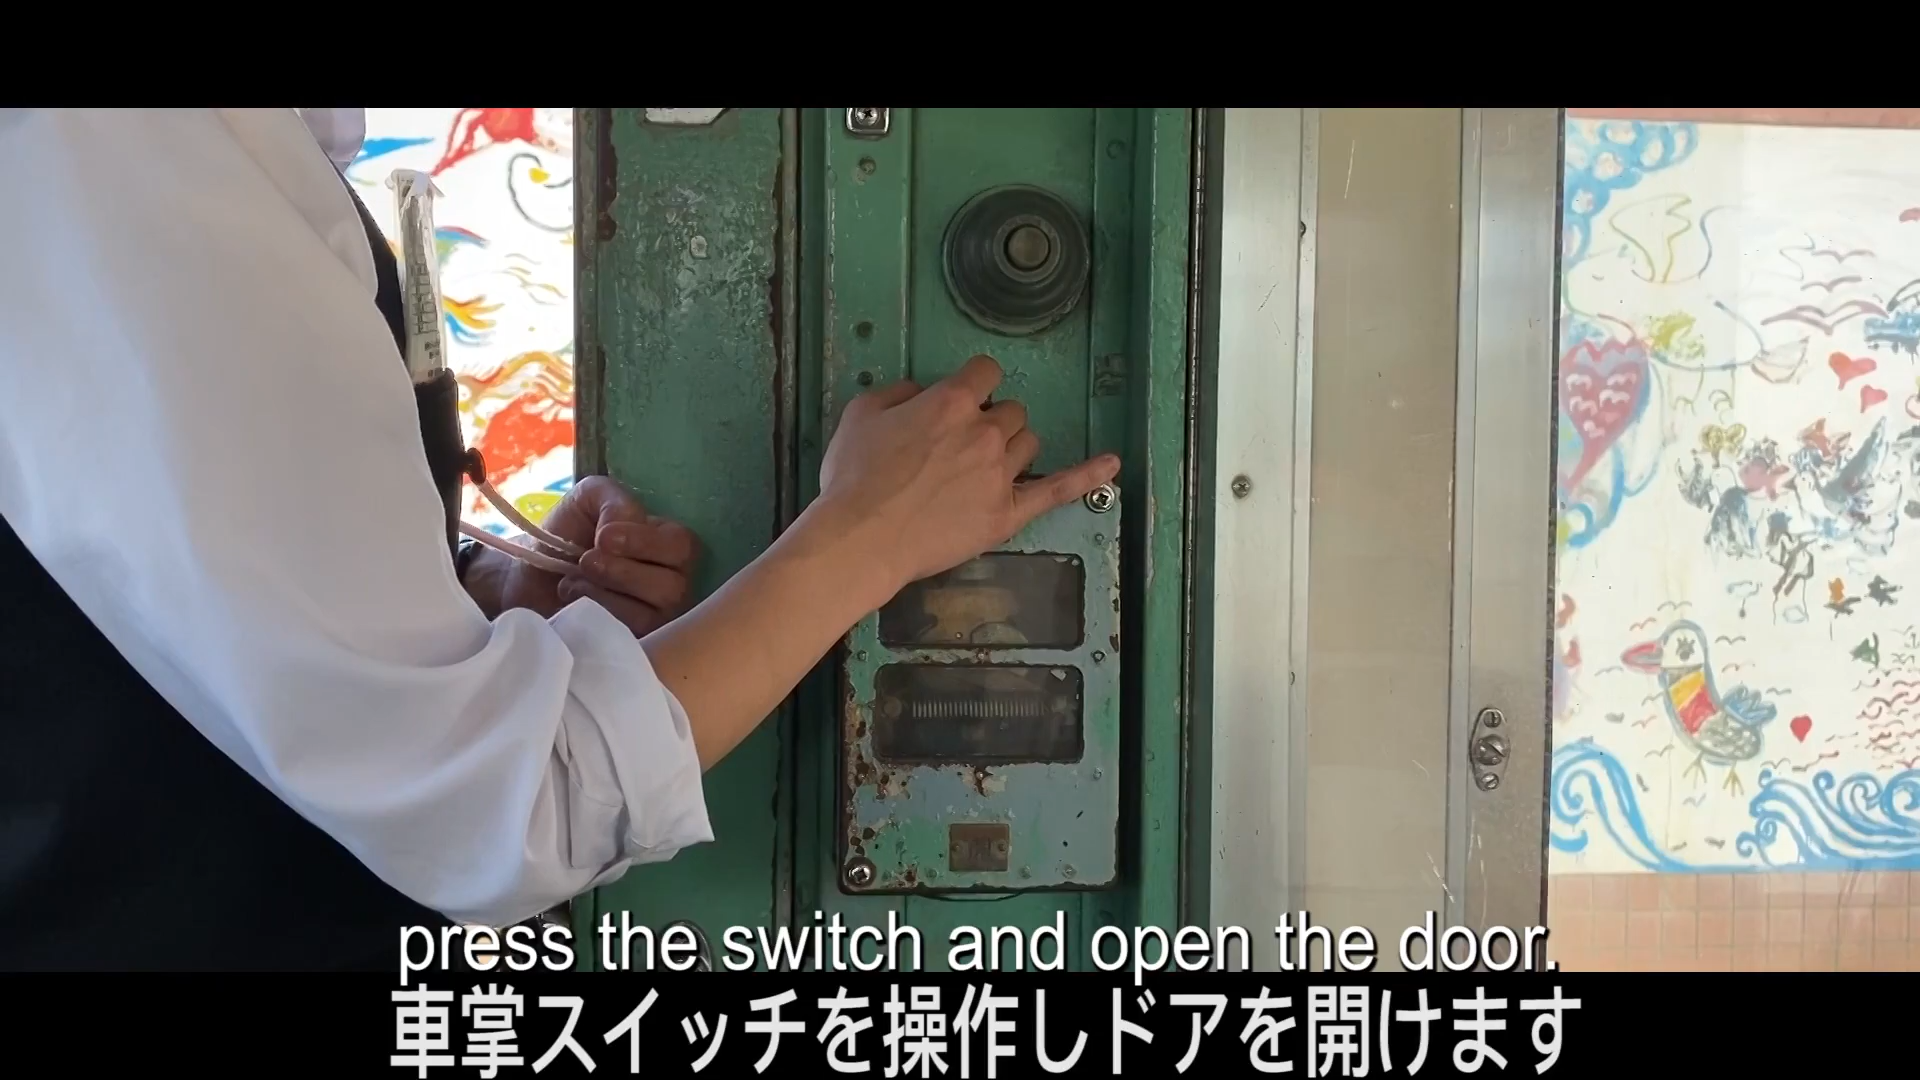 press the switch and open the door.
車掌スイッチを操作しドアを開けます